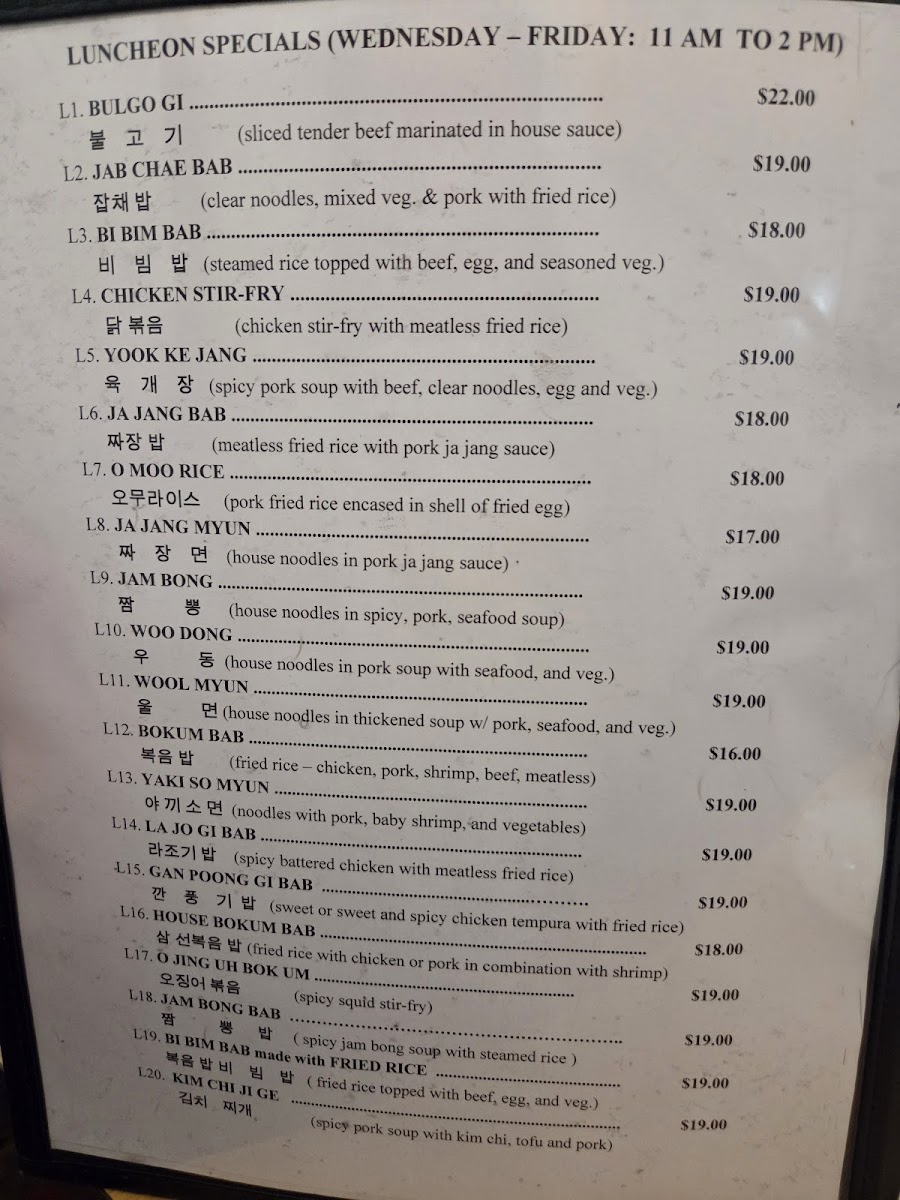 LUNCHEON SPECIALS (WEDNESDAY – FRIDAY: 11 AM TO 2 PM)
L1. BULGO GI ........................................ $22.00
불 고 기 (sliced tender beef marinated in house sauce)
L2. JAB CHAE BAB ........................................ $19.00
잡채밥 (clear noodles, mixed veg. & pork with fried rice)
L3. BI BIM BAB ........................................ $18.00
비 빔 밥 (steamed rice topped with beef, egg, and seasoned veg.)
L4. CHICKEN STIR-FRY ........................................ $19.00
닭볶음 (chicken stir-fry with meatless fried rice)
L5. YOOK KE JANG ........................................ $19.00
육 개 장 (spicy pork soup with beef, clear noodles, egg and veg.)
L6. JA JANG BAB ........................................ $18.00
짜장 밥 (meatless fried rice with pork ja jang sauce)
L7. O MOO RICE ........................................ $18.00
오무라이스 (pork fried rice encased in shell of fried egg)
L8. JA JANG MYUN ........................................ $17.00
짜 장 면 (house noodles in pork ja jang sauce)
L9. JAM BONG ........................................ $19.00
짬 뽕 (house noodles in spicy, pork, seafood soup)
L10. WOO DONG ........................................ $19.00
우 동 (house noodles in pork soup with seafood, and veg.)
L11. WOOL MYUN ........................................ $19.00
울 면 (house noodles in thickened soup w/ pork, seafood, and veg.)
L12. BOKUM BAB ........................................ $16.00
복음 밥 (fried rice – chicken, pork, shrimp, beef, meatless)
L13. YAKI SO MYUN ........................................ $19.00
야 끼 소 면 (noodles with pork, baby shrimp, and vegetables)
L14. LA JO GI BAB ........................................ $19.00
라조기 밥 (spicy battered chicken with meatless fried rice)
L15. GAN POONG GI BAB ........................................ $19.00
깐 풍 기 밥 (sweet or sweet and spicy chicken tempura with fried rice)
L16. HOUSE BOKUM BAB ........................................ $18.00
삼 선복음 밥 (fried rice with chicken or pork in combination with shrimp)
L17. O JING UH BOK UM ........................................ $19.00
오징어 볶음 (spicy squid stir-fry)
L18. JAM BONG BAB ........................................ $19.00
짬 뽕 밥 ( spicy jam bong soup with steamed rice )
L19. BI BIM BAB made with FRIED RICE ........................................ $19.00
복음 밥 비 빔 밥 ( fried rice topped with beef, egg, and veg.)
L20. KIM CHI JI GE ........................................ $19.00
김치 찌개 (spicy pork soup with kim chi, tofu and pork)